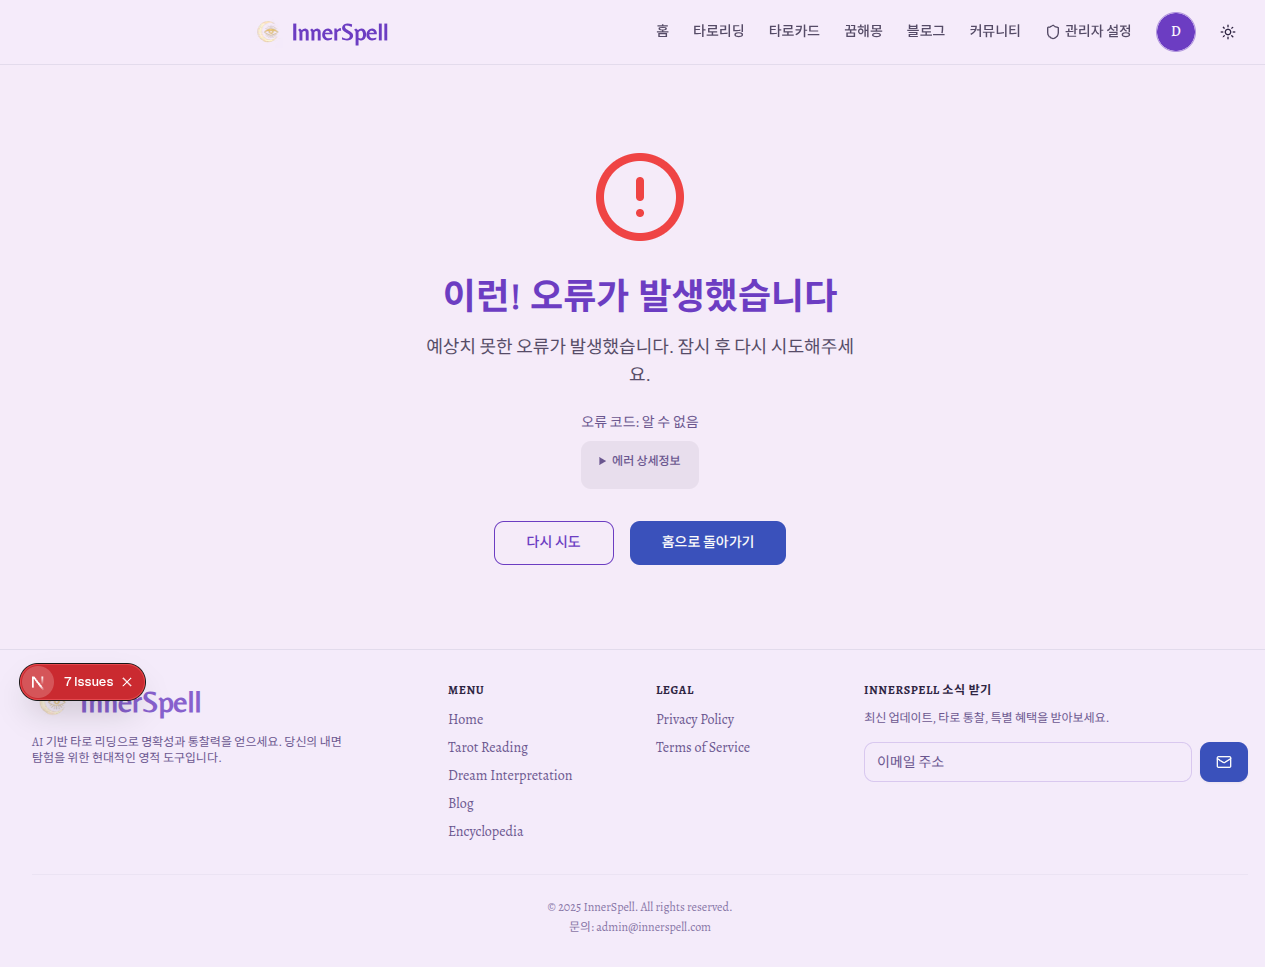 InnerSpell
홈 타로리딩 타로카드 꿈해몽 블로그 커뮤니티 관리자 설정 D
이런! 오류가 발생했습니다
예상치 못한 오류가 발생했습니다. 잠시 후 다시 시도해주세
요.
오류 코드: 알 수 없음
▶ 에러 상세정보
다시 시도
홈으로 돌아가기
N 7 Issues ×
InnerSpell
AI 기반 타로 리딩으로 명확성과 통찰력을 얻으세요. 당신의 내면
탐험을 위한 현대적인 영적 도구입니다.
MENU
Home
Tarot Reading
Dream Interpretation
Blog
Encyclopedia
LEGAL
Privacy Policy
Terms of Service
INNERSPELL 소식 받기
최신 업데이트, 타로 통찰, 특별 혜택을 받아보세요.
이메일 주소
© 2025 InnerSpell. All rights reserved.
문의: admin@innerspell.com